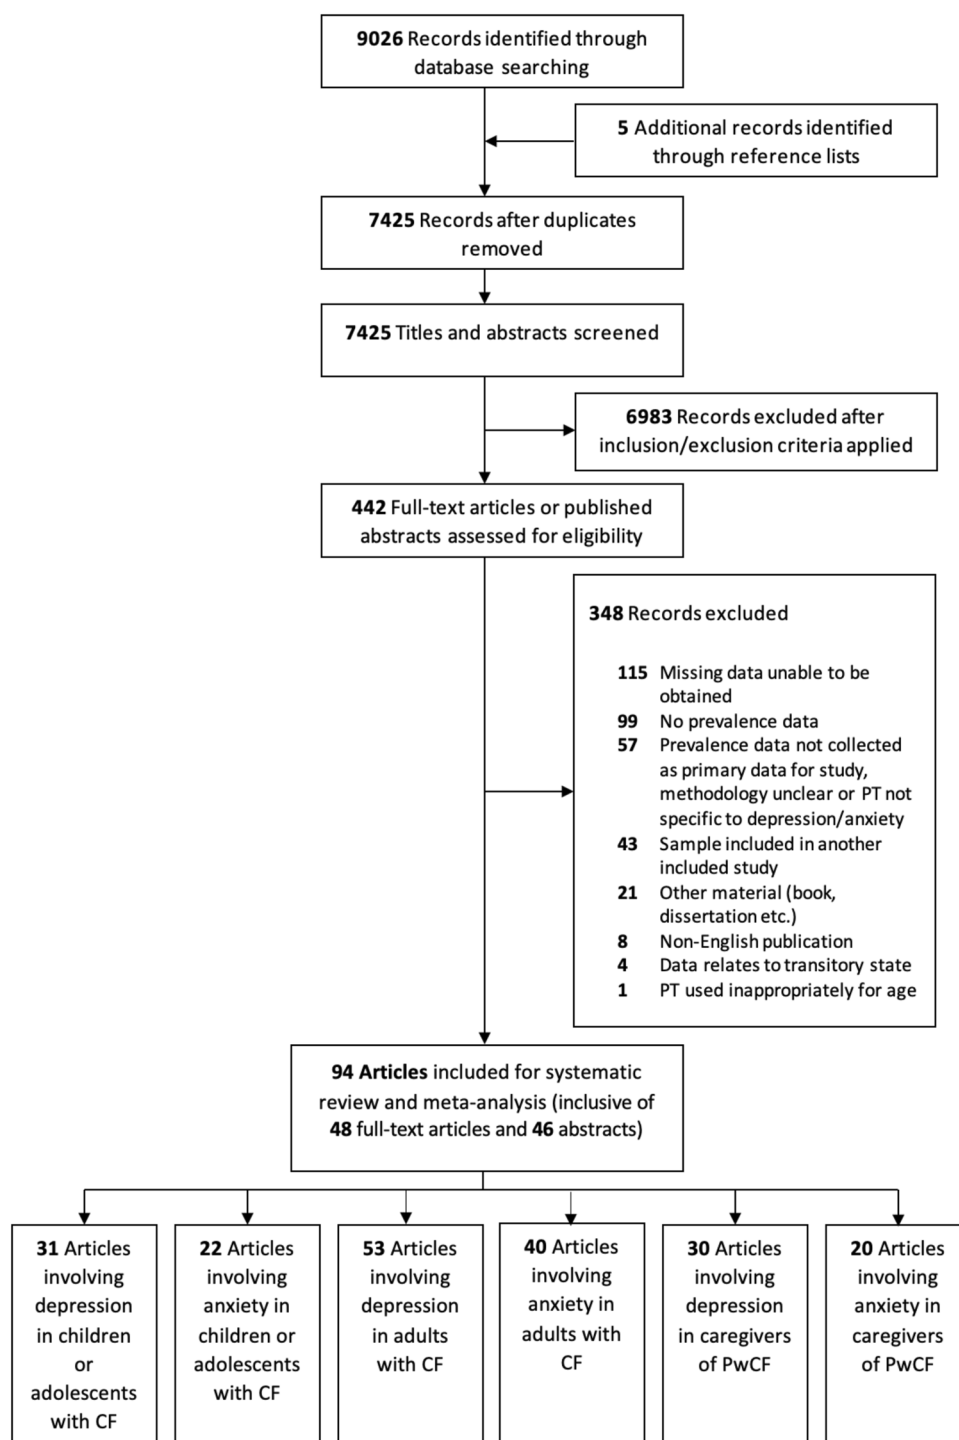 9026 Records identified through
database searching
5 Additional records identified
through reference lists
7425 Records after duplicates
removed
7425 Titles and abstracts screened
6983 Records excluded after
inclusion/exclusion criteria applied
442 Full-text articles or published
abstracts assessed for eligibility
348 Records excluded
115 Missing data unable to be
obtained
99 No prevalence data
57 Prevalence data not collected
as primary data for study,
methodology unclear or PT not
specific to depression/anxiety
43 Sample included in another
included study
21 Other material (book,
dissertation etc.)
8 Non-English publication
4 Data relates to transitory state
1 PT used inappropriately for age
94 Articles included for systematic
review and meta-analysis (inclusive of
48 full-text articles and 46 abstracts)
31 Articles
involving
depression
in children
or
adolescents
with CF
22 Articles
involving
anxiety in
children or
adolescents
with CF
53 Articles
involving
depression
in adults
with CF
40 Articles
involving
anxiety in
adults with
CF
30 Articles
involving
depression
in caregivers
of PwCF
20 Articles
involving
anxiety in
caregivers
of PwCF